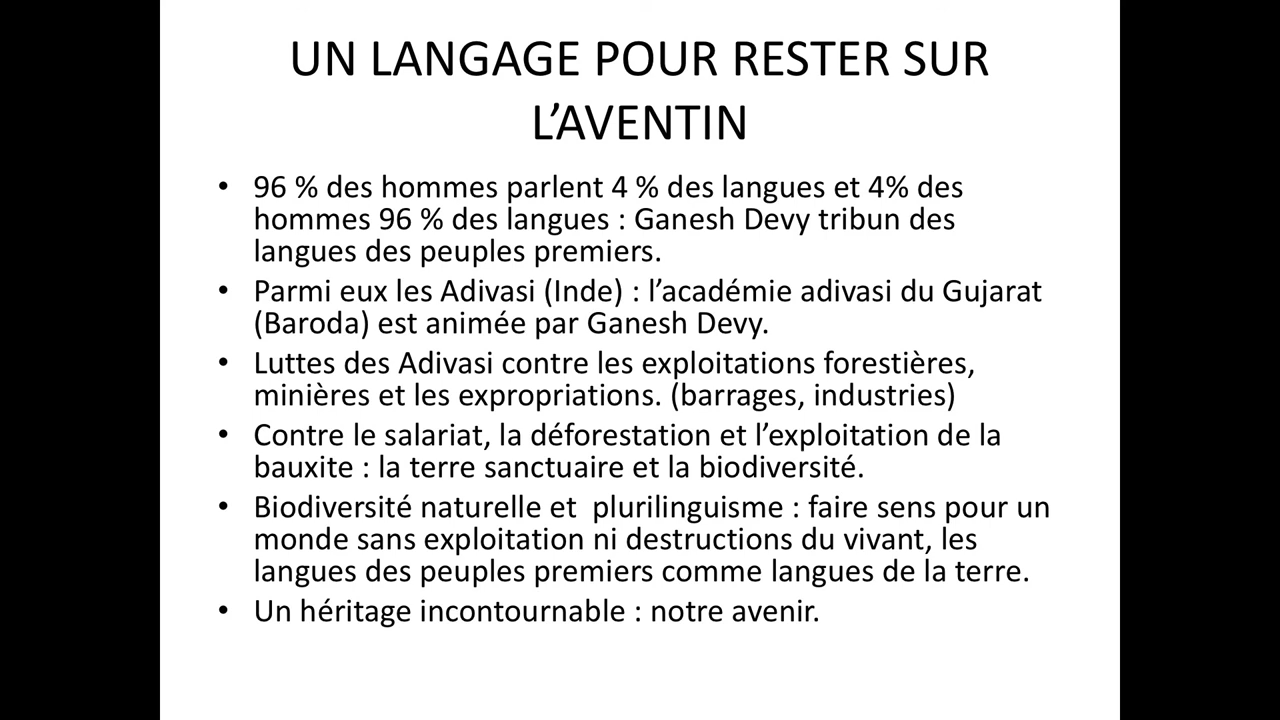 UN LANGAGE POUR RESTER SUR
L’AVENTIN
• 96 % des hommes parlent 4 % des langues et 4% des
hommes 96 % des langues : Ganesh Devy tribun des
langues des peuples premiers.
• Parmi eux les Adivasi (Inde) : l’académie adivasi du Gujarat
(Baroda) est animée par Ganesh Devy.
• Luttes des Adivasi contre les exploitations forestières,
minières et les expropriations. (barrages, industries)
• Contre le salariat, la déforestation et l’exploitation de la
bauxite : la terre sanctuaire et la biodiversité.
• Biodiversité naturelle et  plurilinguisme : faire sens pour un
monde sans exploitation ni destructions du vivant, les
langues des peuples premiers comme langues de la terre.
• Un héritage incontournable : notre avenir.